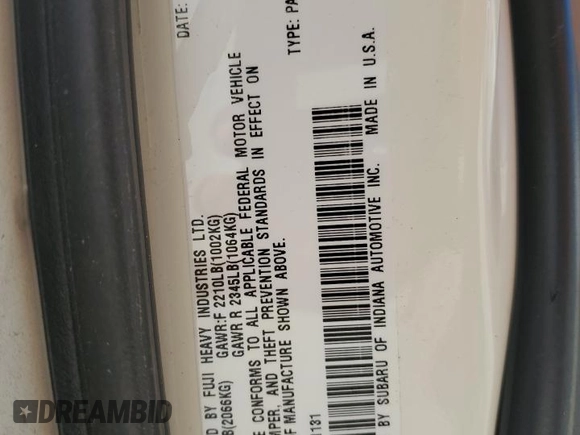 DATE:
D BY FUJI HEAVY INDUSTRIES LTD.
B(2066KG) GAWR:F 2210LB(1002KG)
GAWR R 2345LB(1064KG)
E CONFORMS TO ALL APPLICABLE FEDERAL MOTOR VEHICLE
MPER, AND THEFT PREVENTION STANDARDS IN EFFECT ON
F MANUFACTURE SHOWN ABOVE.
TYPE: PA
1131
BY SUBARU OF INDIANA AUTOMOTIVE INC. MADE IN U.S.A.
DREAMBID